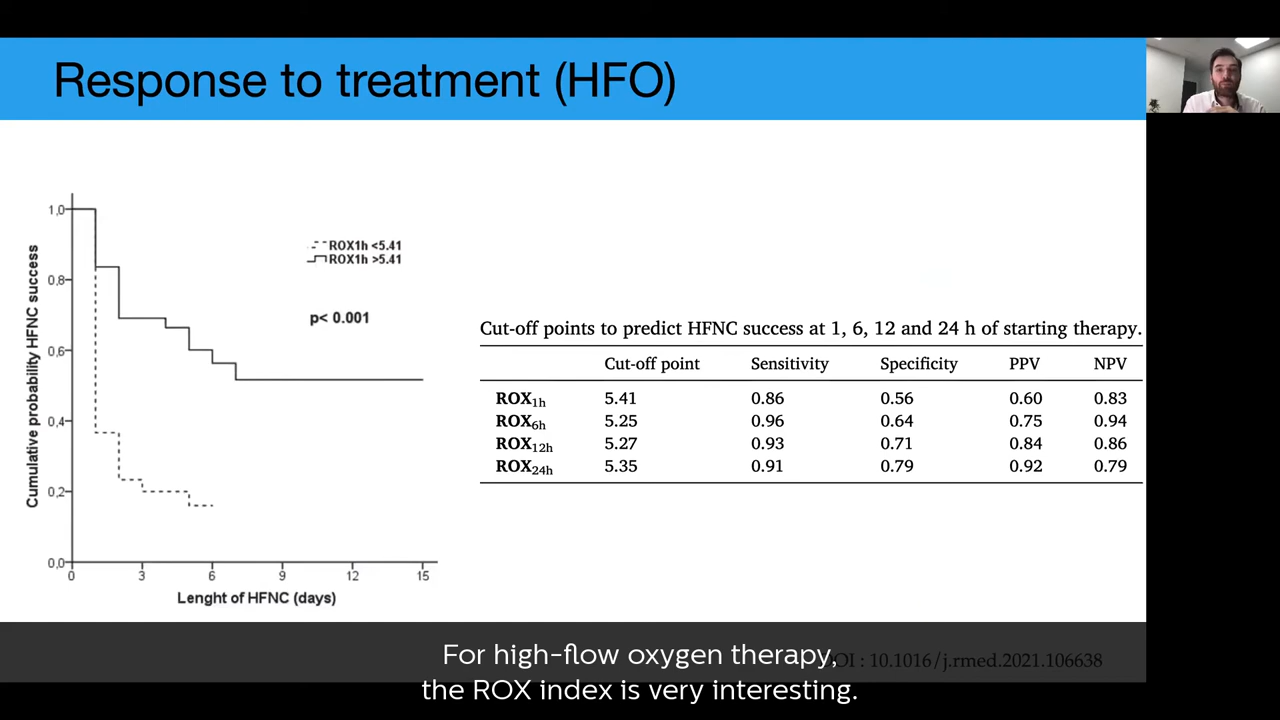 Response to treatment (HFO)
Cumulative probability HFNC success
1,0
0,8
0,6
0,4
0,2
0,0
0 3 6 9 12 15
Lenght of HFNC (days)
ROX1h <5.41
ROX1h >5.41
p< 0.001
Cut-off points to predict HFNC success at 1, 6, 12 and 24 h of starting therapy.
Cut-off point Sensitivity Specificity PPV NPV
ROX1h 5.41 0.86 0.56 0.60 0.83
ROX6h 5.25 0.96 0.64 0.75 0.94
ROX12h 5.27 0.93 0.71 0.84 0.86
ROX24h 5.35 0.91 0.79 0.92 0.79
For high-flow oxygen therapy,
the ROX index is very interesting.
DOI : 10.1016/j.rmed.2021.106638